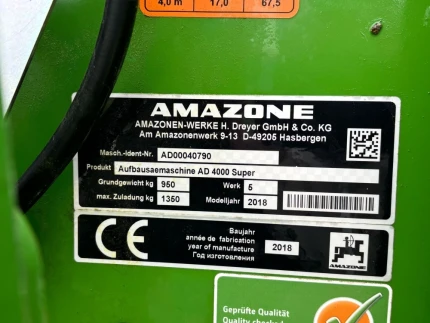 4,0 m 17,0 67,5
AMAZONE
AMAZONEN-WERKE H. Dreyer GmbH & Co. KG
Am Amazonenwerk 9-13 D-49205 Hasbergen
Masch.-Ident-Nr. AD00040790
Produkt Aufbausaemaschine AD 4000 Super
Grundgewicht kg 950 Werk 5
max. Zuladung kg 1350 Modelljahr 2018
CE
Baujahr
année de fabrication
year of manufacture
Год изготовления
2018
AMAZONE
Geprüfte Qualität
Quality checked